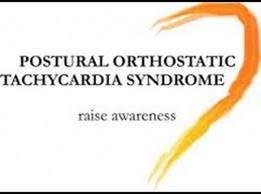 POSTURAL ORTHOSTATIC
TACHYCARDIA SYNDROME
raise awareness